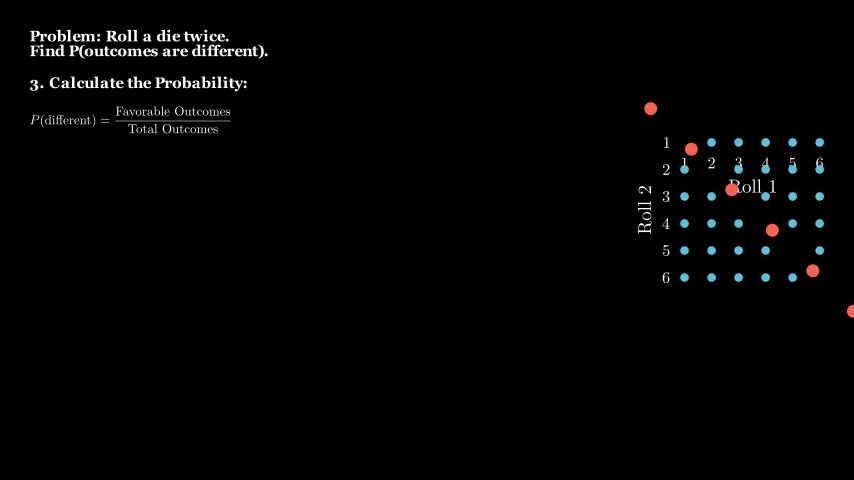 Problem: Roll a die twice.
Find P(outcomes are different).
3. Calculate the Probability:
P(different) = Favorable Outcomes / Total Outcomes
1
1 2 3 4 5 6
2
Roll 1
3
Roll 2
4
5
6